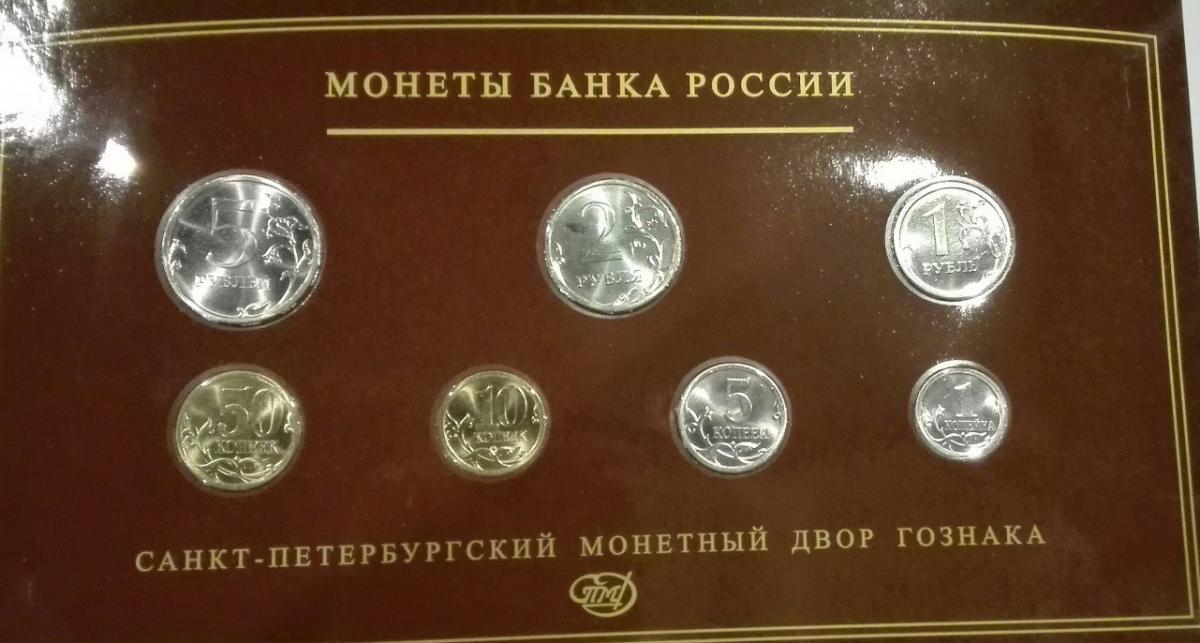 МОНЕТЫ БАНКА РОССИИ
5 РУБЛЕЙ
2 РУБЛЯ
1 РУБЛЬ
50 КОПЕЕК
10 КОПЕЕК
5 КОПЕЕК
1 КОПЕЙКА
САНКТ-ПЕТЕРБУРГСКИЙ МОНЕТНЫЙ ДВОР ГОЗНАКА
СПМД